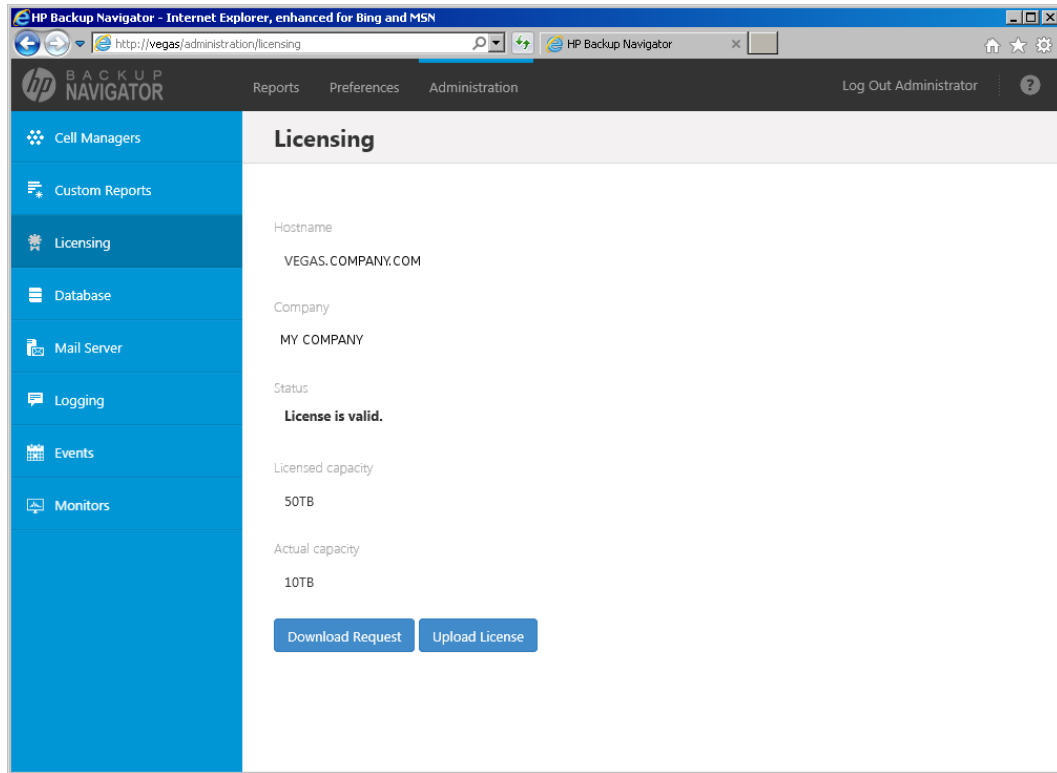 HP Backup Navigator - Internet Explorer, enhanced for Bing and MSN
http://vegas/administration/licensing
HP Backup Navigator
hp BACKUP NAVIGATOR
Reports Preferences Administration Log Out Administrator ?
Cell Managers
Licensing
Custom Reports
Licensing
Database
Mail Server
Logging
Events
Monitors
Hostname
VEGAS.COMPANY.COM
Company
MY COMPANY
Status
License is valid.
Licensed capacity
50TB
Actual capacity
10TB
Download Request Upload License